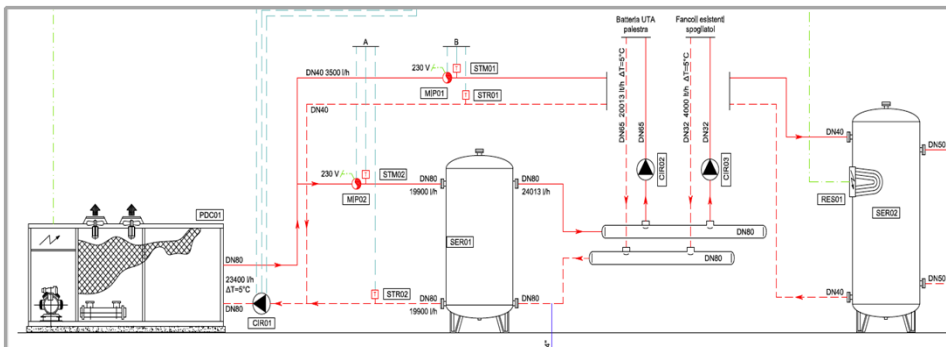 A
B
Batteria UTA
palestra
Fancoil esistenti
spogliatoi
230 V
STM01
DN40 3500 l/h
MIP01
STR01
DN40
DN65 20013 lt/h ΔT=5°C
DN65
DN32 4000 lt/h ΔT=5°C
DN32
DN40
DN50
230 V
STM02
DN80
19900 l/h
MIP02
DN80
24013 l/h
CIR02
CIR03
RES01
SER02
PDC01
SER01
DN80
DN80
DN80
23400 l/h
ΔT=5°C
DN80
CIR01
STR02
DN80
19900 l/h
DN80
DN40
DN50